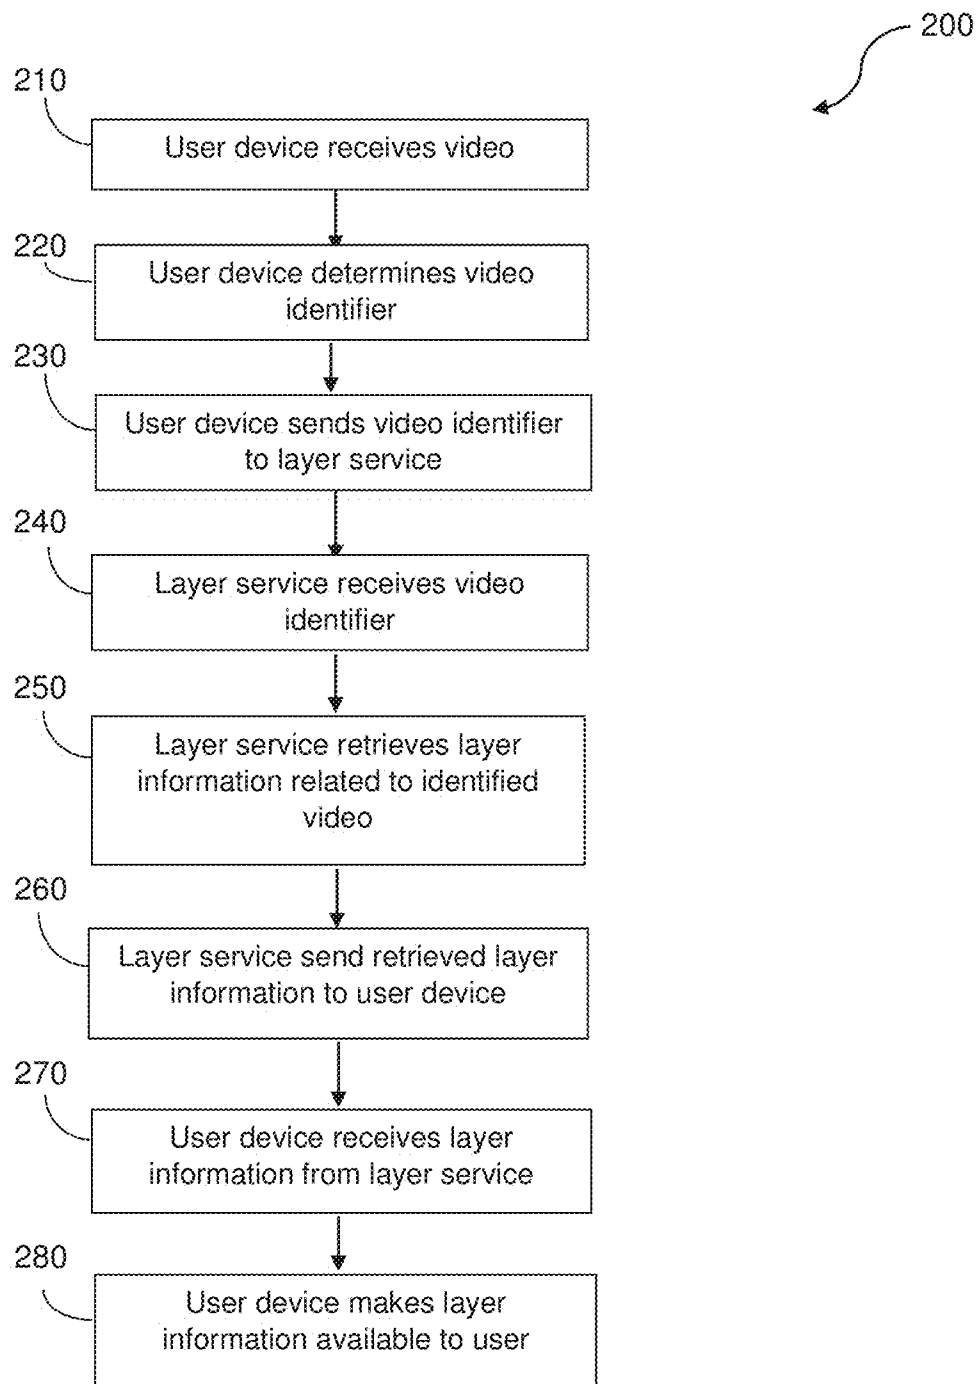 200
210
User device receives video
220
User device determines video
identifier
230
User device sends video identifier
to layer service
240
Layer service receives video
identifier
250
Layer service retrieves layer
information related to identified
video
260
Layer service send retrieved layer
information to user device
270
User device receives layer
information from layer service
280
User device makes layer
information available to user